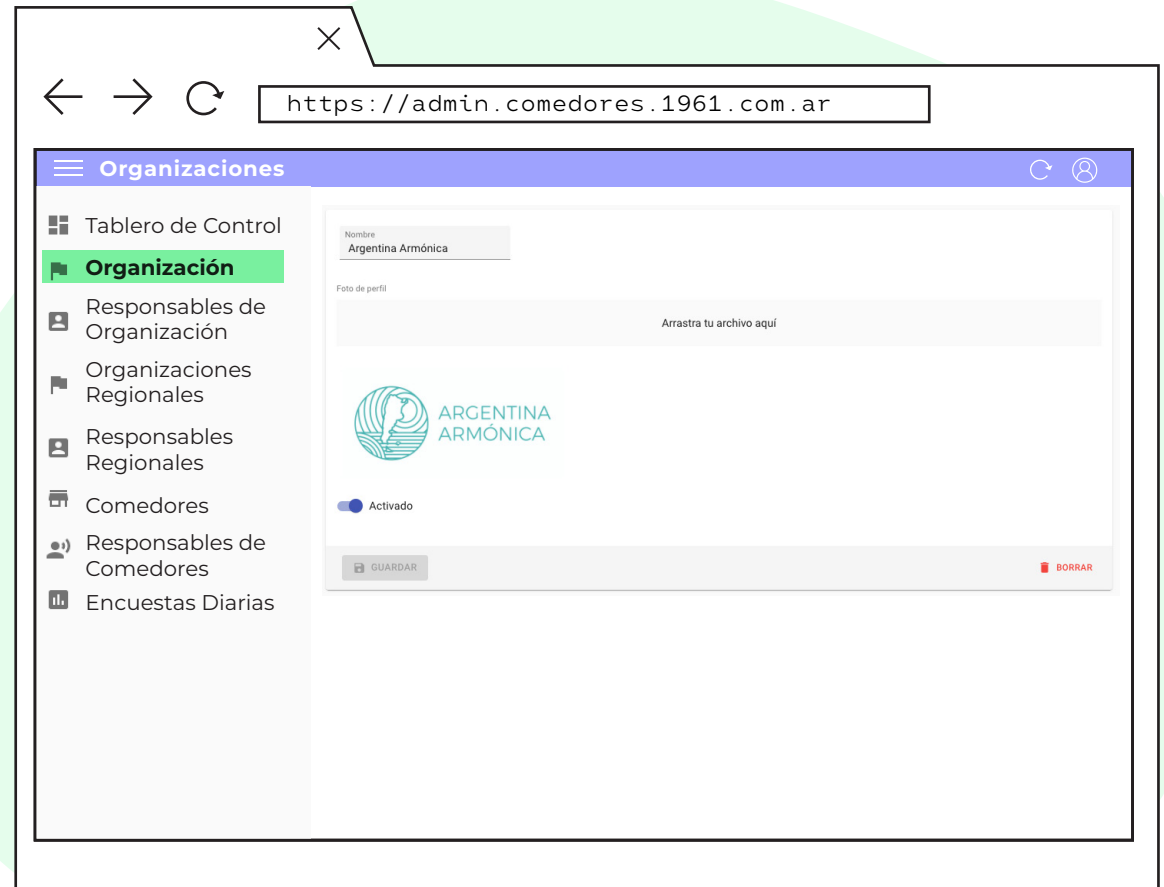 https://admin.comedores.1961.com.ar
Organizaciones
Tablero de Control
Organización
Responsables de
Organización
Organizaciones
Regionales
Responsables
Regionales
Comedores
Responsables de
Comedores
Encuestas Diarias
Nombre
Argentina Armónica
Foto de perfil
Arrastra tu archivo aquí
ARGENTINA
ARMÓNICA
Activado
GUARDAR
BORRAR